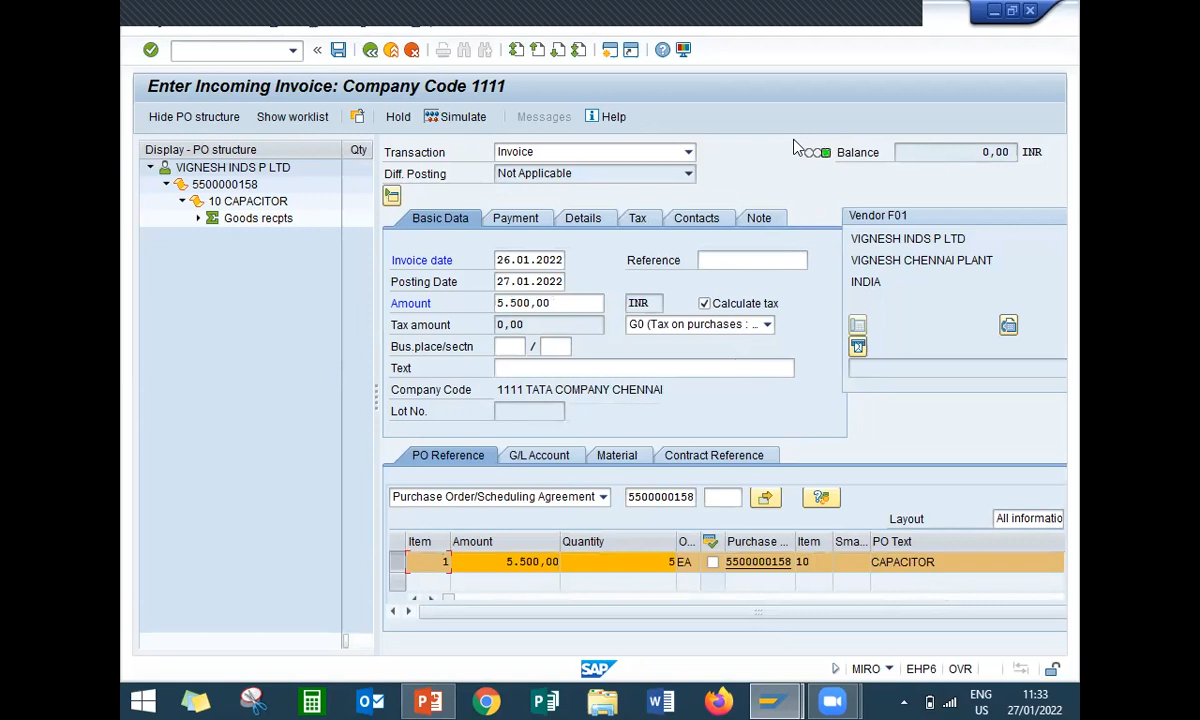 «
Enter Incoming Invoice: Company Code 1111
Hide PO structure Show worklist Hold Simulate Messages Help
Display - PO structure Qty
VIGNESH INDS P LTD
5500000158
10 CAPACITOR
Goods recpts
Transaction Invoice Balance 0,00 INR
Diff. Posting Not Applicable
Basic Data Payment Details Tax Contacts Note
Invoice date 26.01.2022 Reference
Posting Date 27.01.2022
Amount 5.500,00 INR Calculate tax
Tax amount 0,00 G0 (Tax on purchases : ...
Bus.place/sectn /
Text
Company Code 1111 TATA COMPANY CHENNAI
Lot No.
Vendor F01
VIGNESH INDS P LTD
VIGNESH CHENNAI PLANT
INDIA
PO Reference G/L Account Material Contract Reference
Purchase Order/Scheduling Agreement 5500000158
Layout All informatio
Item Amount Quantity O... Purchase ... Item Sma... PO Text
1 5.500,00 5 EA 5500000158 10 CAPACITOR
SAP MIRO EHP6 OVR
ENG 11:33
US 27/01/2022